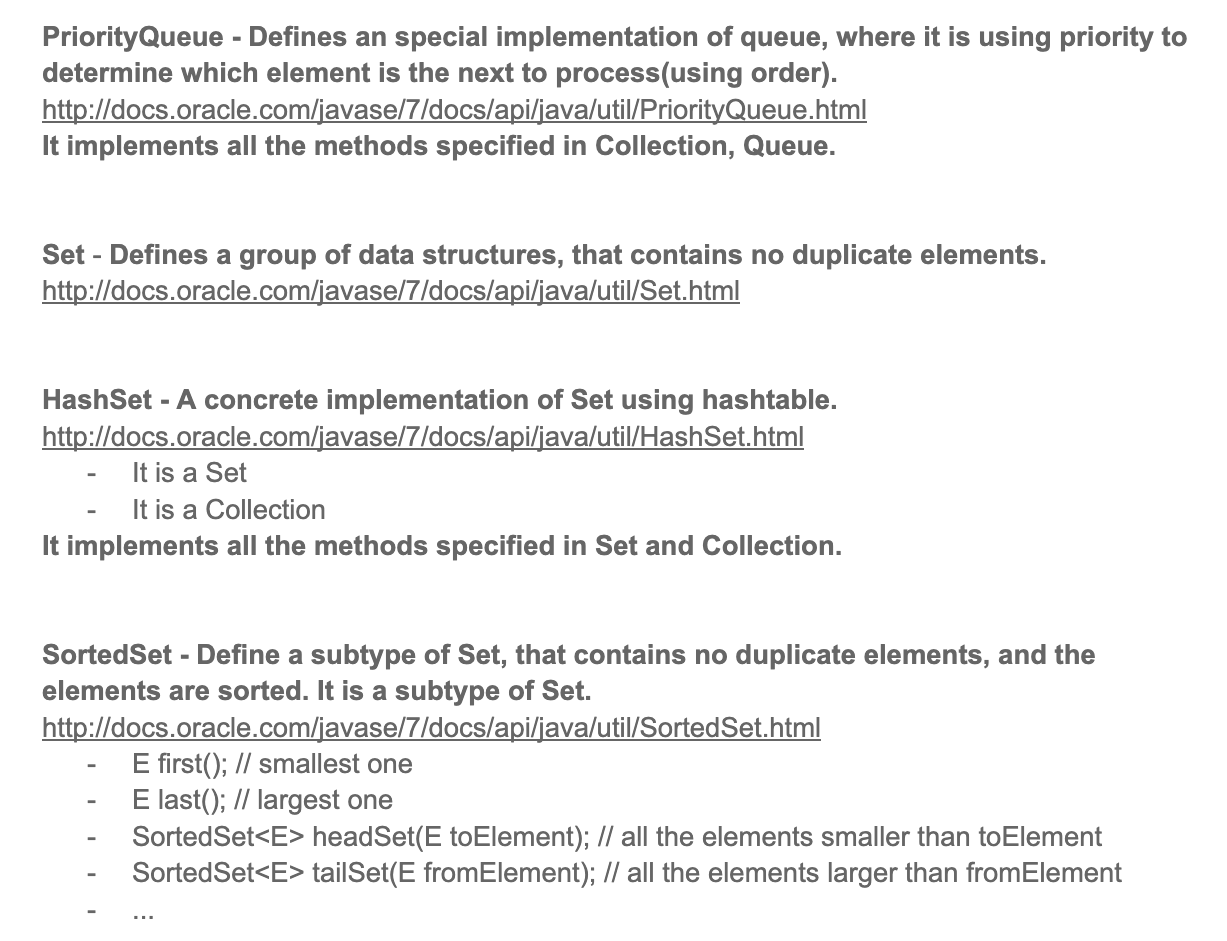 PriorityQueue - Defines an special implementation of queue, where it is using priority to
determine which element is the next to process(using order).
http://docs.oracle.com/javase/7/docs/api/java/util/PriorityQueue.html
It implements all the methods specified in Collection, Queue.
Set - Defines a group of data structures, that contains no duplicate elements.
http://docs.oracle.com/javase/7/docs/api/java/util/Set.html
HashSet - A concrete implementation of Set using hashtable.
http://docs.oracle.com/javase/7/docs/api/java/util/HashSet.html
- It is a Set
- It is a Collection
It implements all the methods specified in Set and Collection.
SortedSet - Define a subtype of Set, that contains no duplicate elements, and the
elements are sorted. It is a subtype of Set.
http://docs.oracle.com/javase/7/docs/api/java/util/SortedSet.html
- E first(); // smallest one
- E last(); // largest one
- SortedSet<E> headSet(E toElement); // all the elements smaller than toElement
- SortedSet<E> tailSet(E fromElement); // all the elements larger than fromElement
- ...